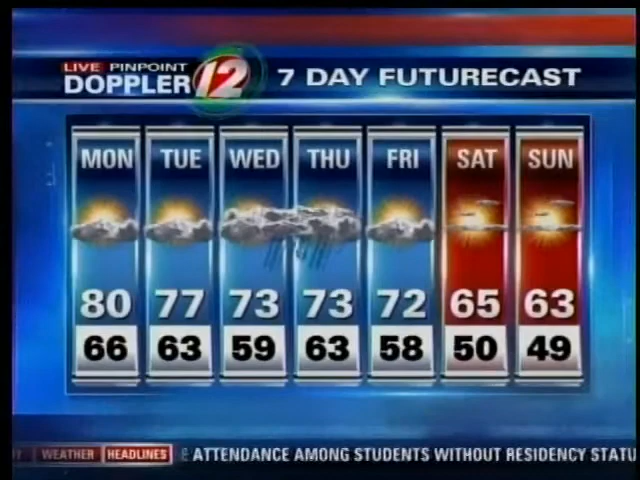 LIVE PINPOINT
DOPPLER 12
7 DAY FUTURECAST
MON TUE WED THU FRI SAT SUN
80 77 73 73 72 65 63
66 63 59 63 58 50 49
WEATHER HEADLINES ATTENDANCE AMONG STUDENTS WITHOUT RESIDENCY STATU